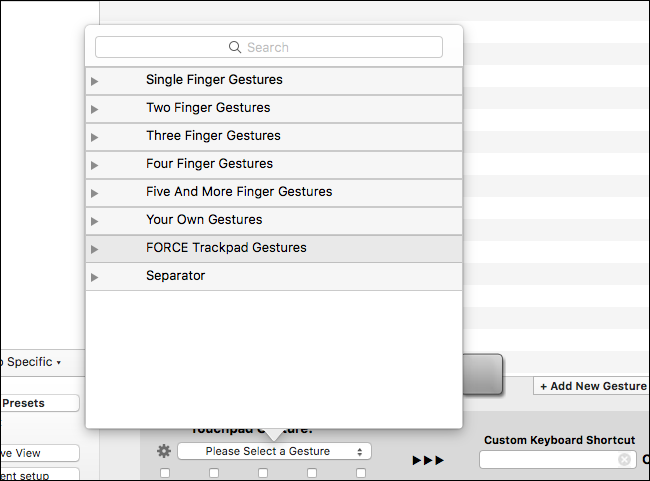 Search
Single Finger Gestures
Two Finger Gestures
Three Finger Gestures
Four Finger Gestures
Five And More Finger Gestures
Your Own Gestures
FORCE Trackpad Gestures
Separator
Specific
+ Add New Gesture
Presets
Touchpad Gesture:
Custom Keyboard Shortcut
ve View
Please Select a Gesture
ent setup